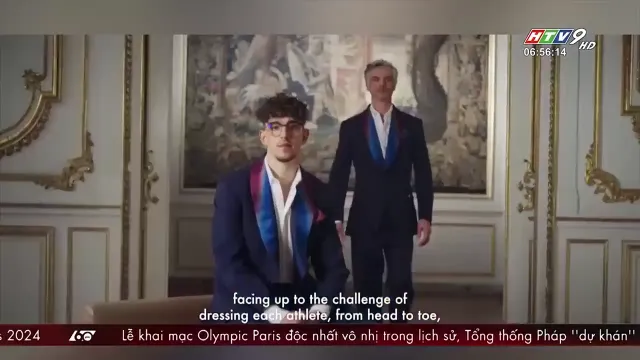 HTV9 HD
06:56:14
facing up to the challenge of
dressing each athlete, from head to toe,
s 2024 Lễ khai mạc Olympic Paris độc nhất vô nhị trong lịch sử, Tổng thống Pháp ''dự khán''